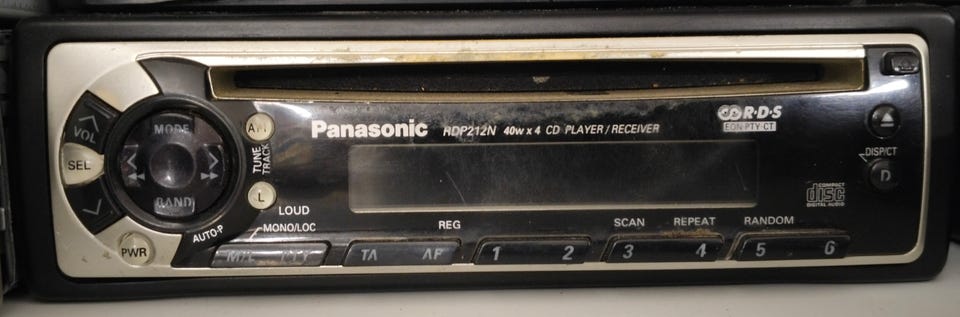 VOL
SEL
MODE
BAND
TUNE
TRACK
L
PWR
AUTO-P
LOUD
MONO/LOC
Panasonic RDP212N 40w x 4 CD PLAYER/RECEIVER
R·D·S
EON·PTY·CT
DISP/CT
D
COMPACT
disc
DIGITAL AUDIO
REG
SCAN
REPEAT
RANDOM
PTY
TA
AF
1
2
3
4
5
6